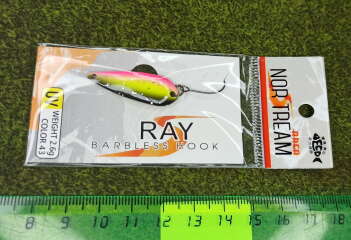 UV
WEIGHT 2.6g
COLOR 43
RAY
BARBLESS HOOK
NORSTREAM
8 9 10 11 12 13 14 15 16 17 18